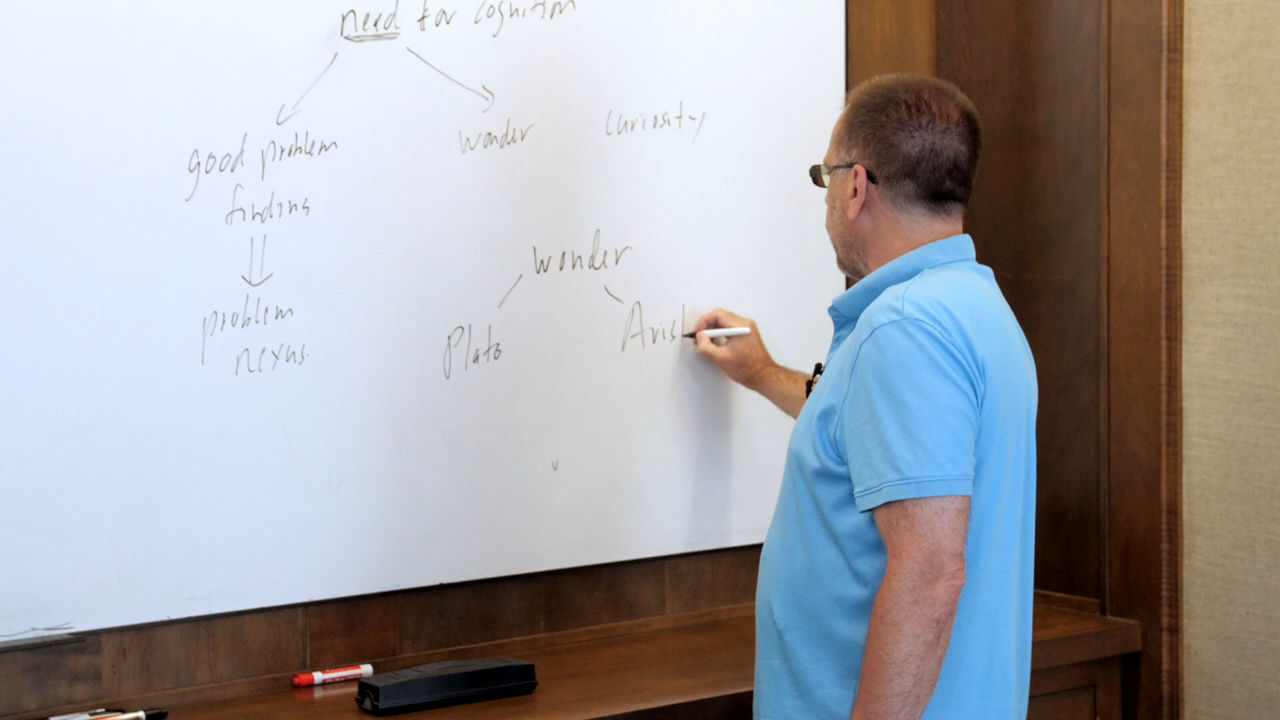 need for cognition
good problem
finding
wonder
curiosity
problem
nexus.
wonder
Plato
Arist